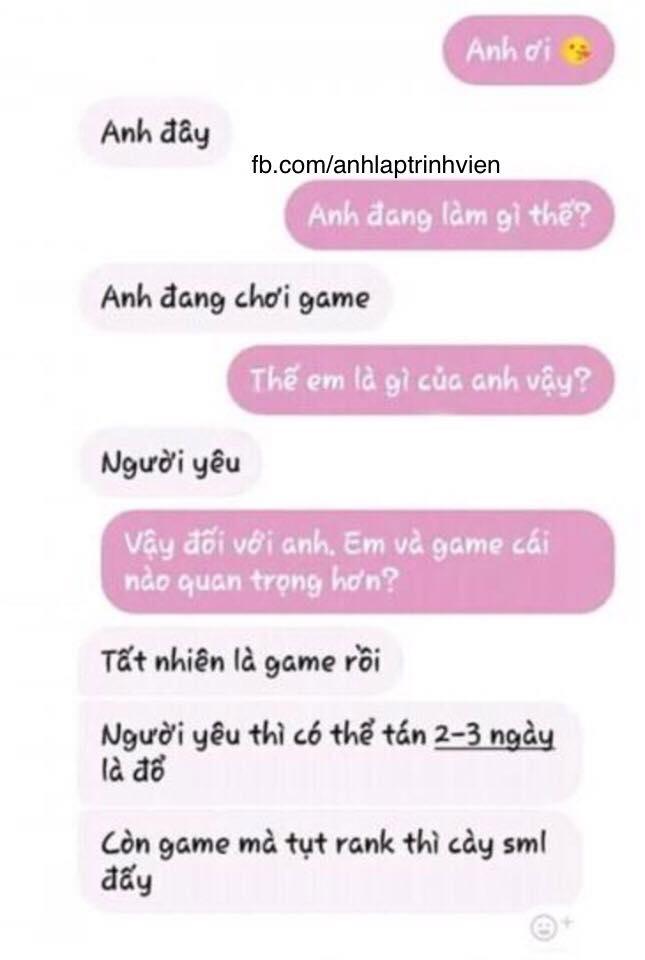 Anh ơi 😘
Anh đây
fb.com/anhlaptrinhvien
Anh đang làm gì thế?
Anh đang chơi game
Thế em là gì của anh vậy?
Người yêu
Vậy đối với anh. Em và game cái
nào quan trọng hơn?
Tất nhiên là game rồi
Người yêu thì có thể tán 2-3 ngày
là đổ
Còn game mà tụt rank thì cày sml
đấy